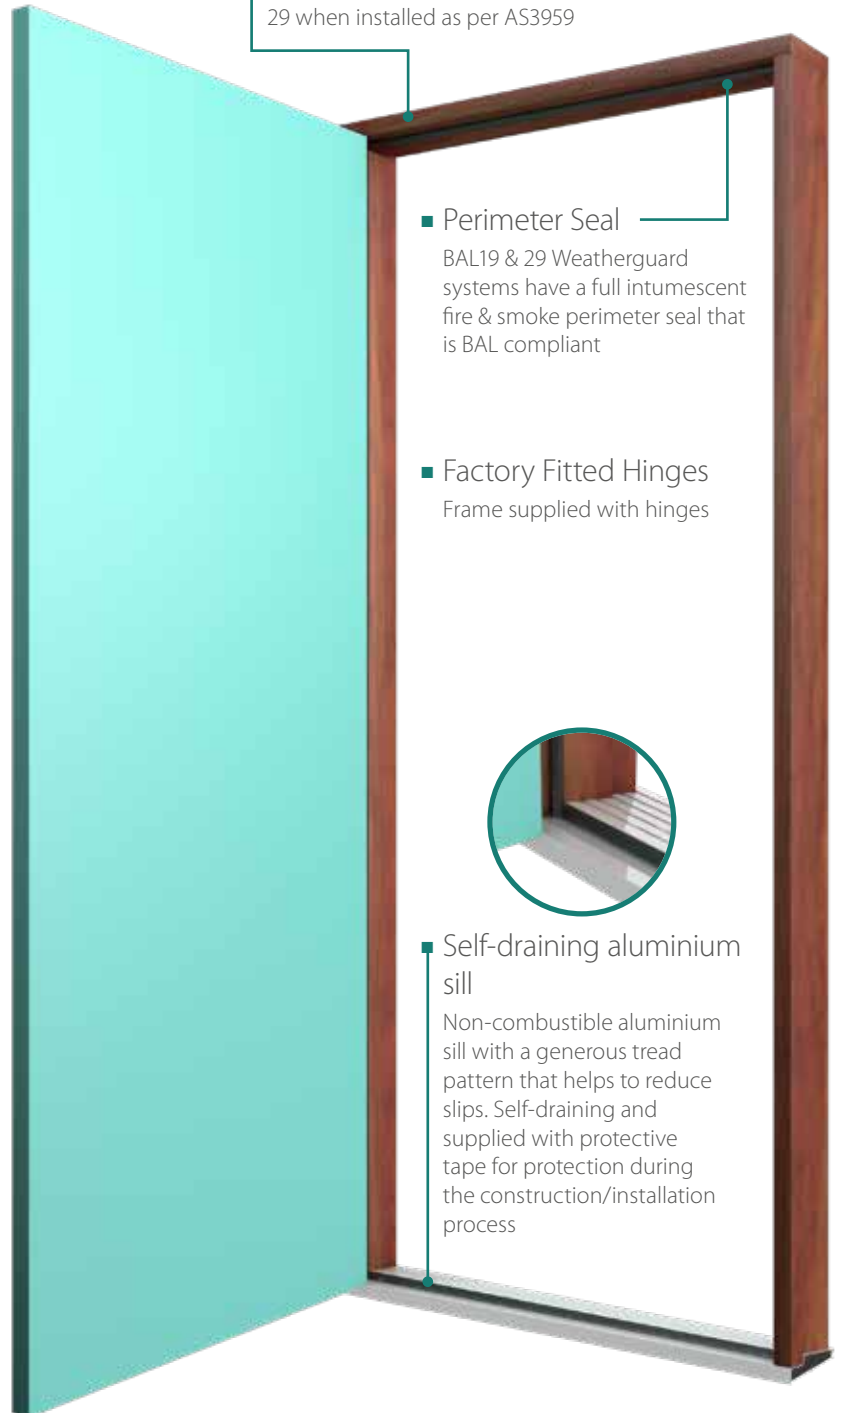 29 when installed as per AS3959
Perimeter Seal
BAL19 & 29 Weatherguard
systems have a full intumescent
fire & smoke perimeter seal that
is BAL compliant
Factory Fitted Hinges
Frame supplied with hinges
Self-draining aluminium
sill
Non-combustible aluminium
sill with a generous tread
pattern that helps to reduce
slips. Self-draining and
supplied with protective
tape for protection during
the construction/installation
process